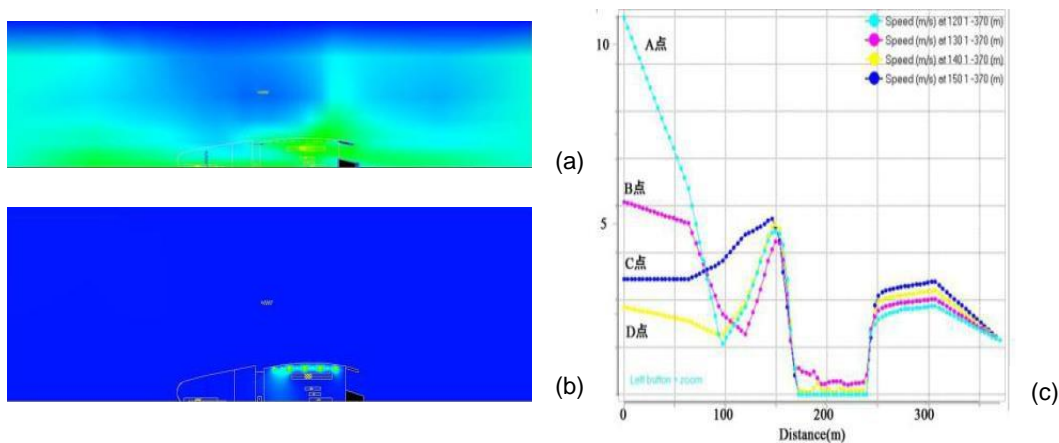 (a)
(b)
10
5
A点
B点
C点
D点
Speed (m/s) at 120 1 -370 (m)
Speed (m/s) at 130 1 -370 (m)
Speed (m/s) at 140 1 -370 (m)
Speed (m/s) at 150 1 -370 (m)
Left button = zoom
0
100
200
300
Distance(m)
(c)